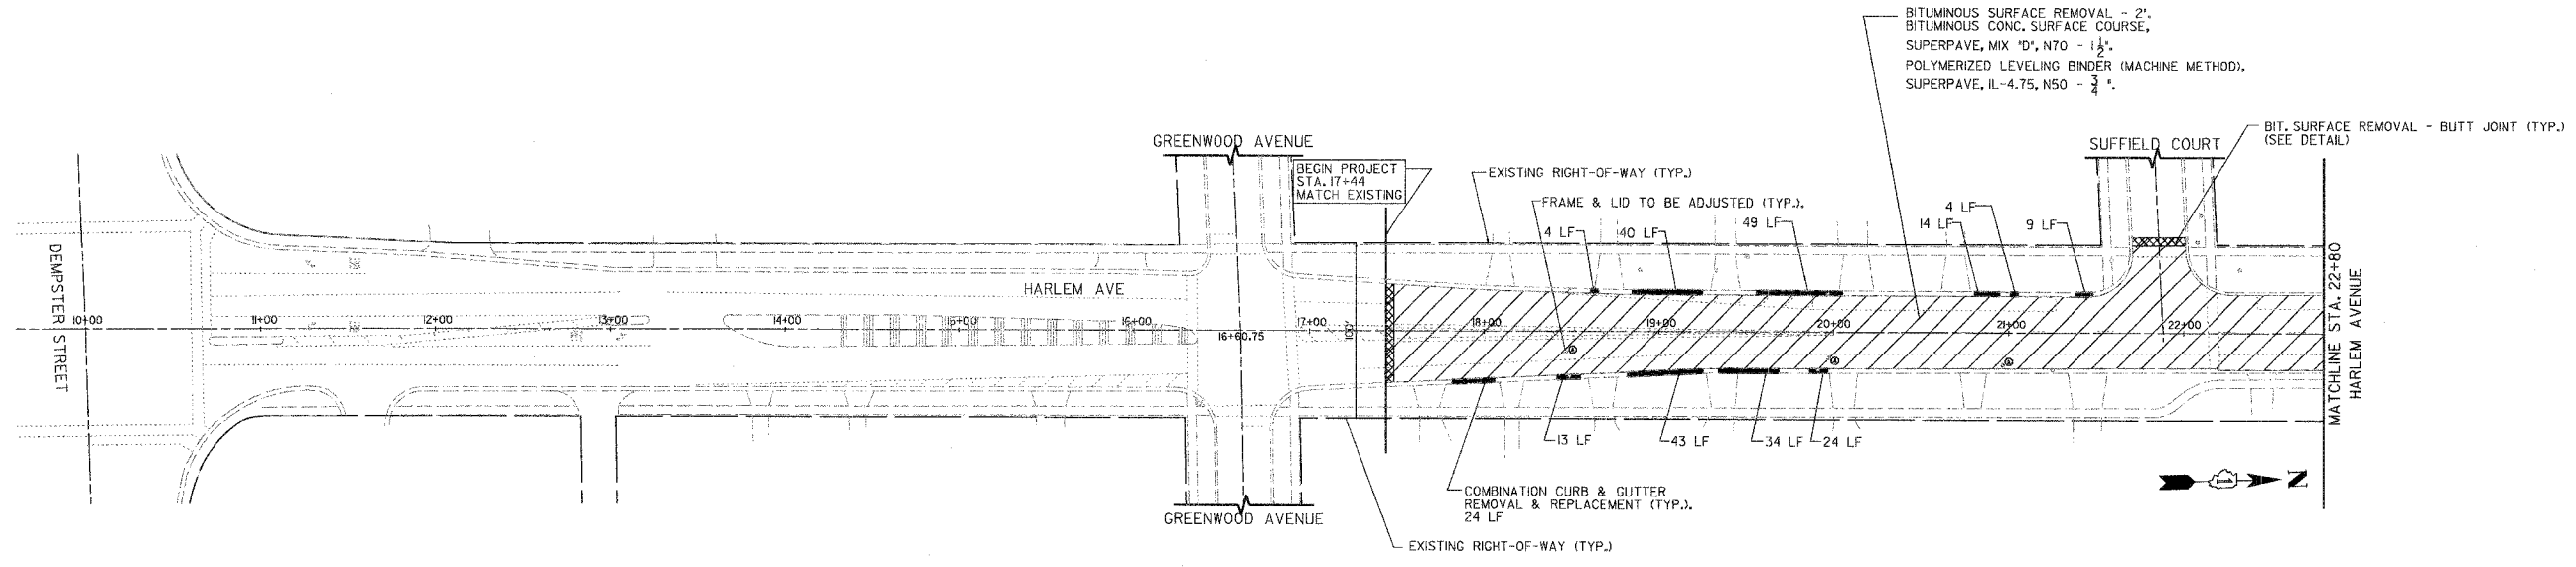 BITUMINOUS SURFACE REMOVAL - 2".
BITUMINOUS CONC. SURFACE COURSE,
SUPERPAVE, MIX "D", N70 - 1 1/2".
POLYMERIZED LEVELING BINDER (MACHINE METHOD),
SUPERPAVE, IL-4.75, N50 - 3/4 ".
BIT. SURFACE REMOVAL - BUTT JOINT (TYP.)
(SEE DETAIL)
SUFFIELD COURT
GREENWOOD AVENUE
BEGIN PROJECT
STA. 17+44
MATCH EXISTING
EXISTING RIGHT-OF-WAY (TYP.)
FRAME & LID TO BE ADJUSTED (TYP.).
4 LF
40 LF
49 LF
14 LF
4 LF
9 LF
DEMPSTER STREET
HARLEM AVE
10+00
11+00
12+00
13+00
14+00
15+00
16+00
16+60.75
17+00
100'
18+00
19+00
20+00
21+00
22+00
MATCHLINE STA. 22+80
HARLEM AVENUE
13 LF
43 LF
34 LF
24 LF
COMBINATION CURB & GUTTER
REMOVAL & REPLACEMENT (TYP.).
24 LF
GREENWOOD AVENUE
EXISTING RIGHT-OF-WAY (TYP.)
N